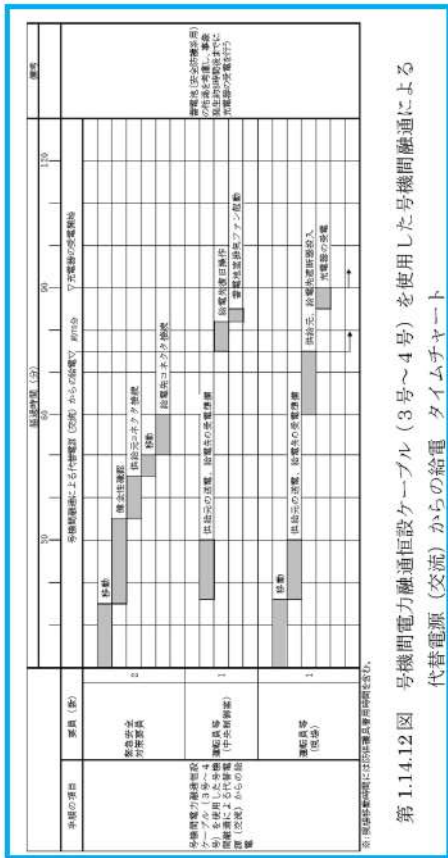 経過時間(分)
備考
手順の項目
要員(数)
30
60
90
120
号機間融通による代替電源(交流)からの給電▽ 約75分
▽充電器の受電開始
号機間電力融通恒設
ケーブル(3号～4
号)を使用した号機
間融通による代替電
源(交流)からの給
電
緊急安全
対策要員
2
移動
健全性確認
供給元コネクタ接続
移動
給電先コネクタ接続
運転員等
(中央制御室)
1
供給元の送電、給電先の受電準備
給電先復旧操作
蓄電池室排気ファン起動
運転員等
(現場)
1
移動
供給元の送電、給電先の受電準備
供給元、給電先遮断器投入
充電器の受電
蓄電池(安全防護系用)
の枯渇を考慮し、事象
発生約8時間後までに
充電器の受電を行う
※:現場移動時間には防保護具着用時間を含む。
第 1.14.12 図 号機間電力融通恒設ケーブル(3号～4号)を使用した号機間融通による
代替電源(交流)からの給電 タイムチャート